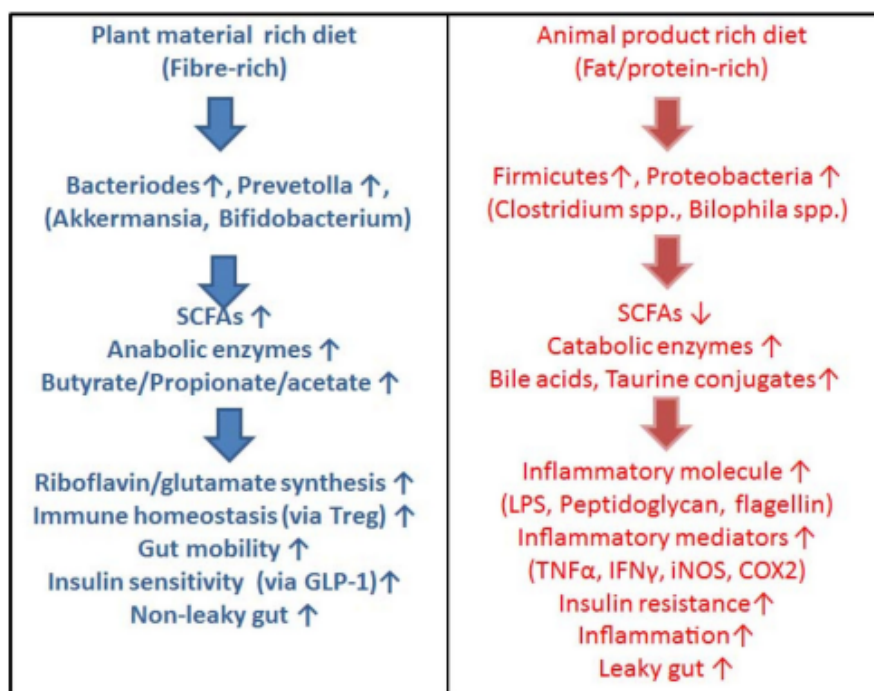 Plant material rich diet
(Fibre-rich)
Bacteriodes↑, Prevetolla ↑,
(Akkermansia, Bifidobacterium)
SCFAs ↑
Anabolic enzymes ↑
Butyrate/Propionate/acetate ↑
Riboflavin/glutamate synthesis ↑
Immune homeostasis (via Treg) ↑
Gut mobility ↑
Insulin sensitivity (via GLP-1)↑
Non-leaky gut ↑
Animal product rich diet
(Fat/protein-rich)
Firmicutes↑, Proteobacteria ↑
(Clostridium spp., Bilophila spp.)
SCFAs ↓
Catabolic enzymes ↑
Bile acids, Taurine conjugates↑
Inflammatory molecule ↑
(LPS, Peptidoglycan, flagellin)
Inflammatory mediators ↑
(TNFα, IFNγ, iNOS, COX2)
Insulin resistance↑
Inflammation↑
Leaky gut ↑